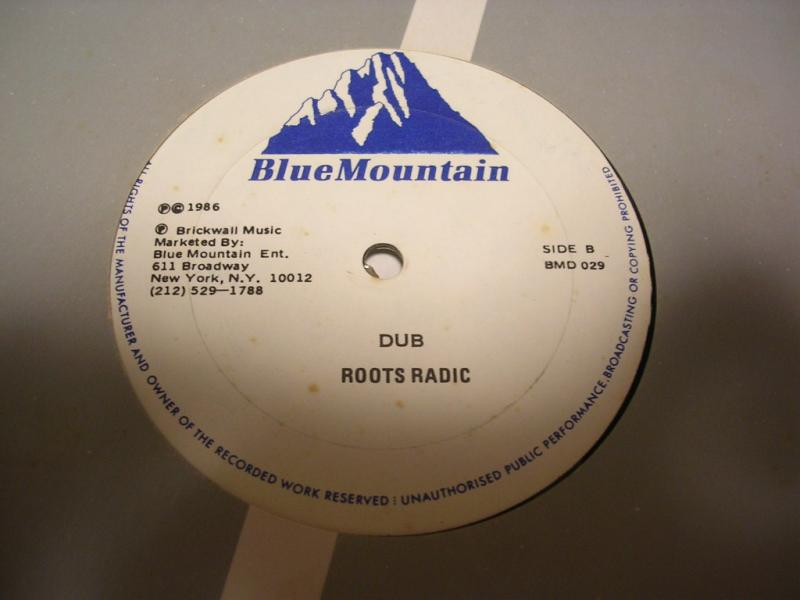 BlueMountain
℗© 1986
℗ Brickwall Music
Marketed By:
Blue Mountain Ent.
611 Broadway
New York, N.Y. 10012
(212) 529—1788
SIDE B
BMD 029
DUB
ROOTS RADIC
ALL RIGHTS OF THE MANUFACTURER AND OWNER OF THE RECORDED WORK RESERVED : UNAUTHORISED PUBLIC PERFORMANCE, BROADCASTING OR COPYING PROHIBITED